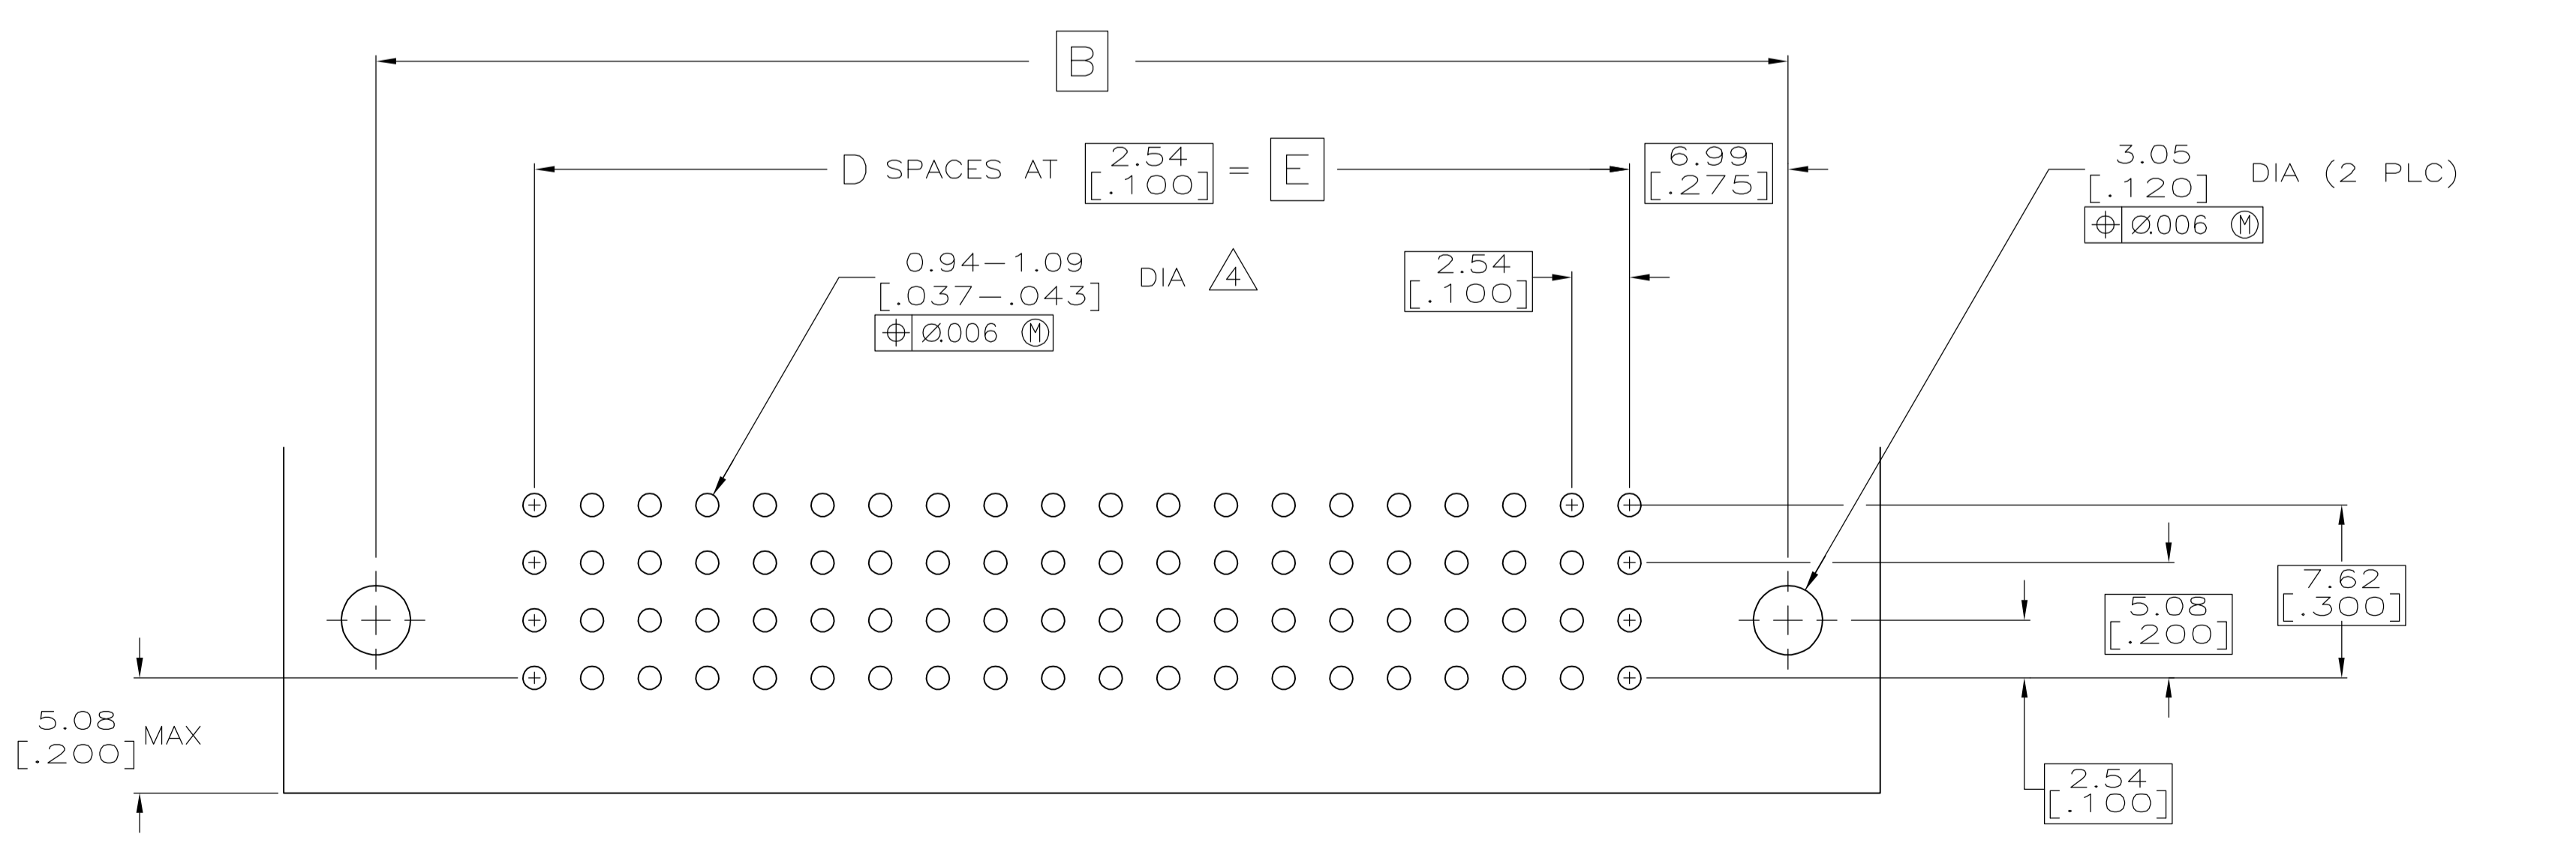 B
D SPACES AT 2.54 [.100] = E
6.99
[.275]
3.05
[.120] DIA (2 PLC)
⌖ Ø.006 Ⓜ
0.94-1.09
[.037-.043] DIA 4
⌖ Ø.006 Ⓜ
2.54
[.100]
7.62
[.300]
5.08
[.200]
5.08
[.200] MAX
2.54
[.100]